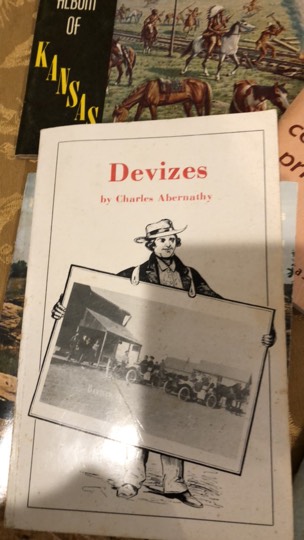 ALBUM
OF
KANSAS
Devizes
by Charles Abernathy